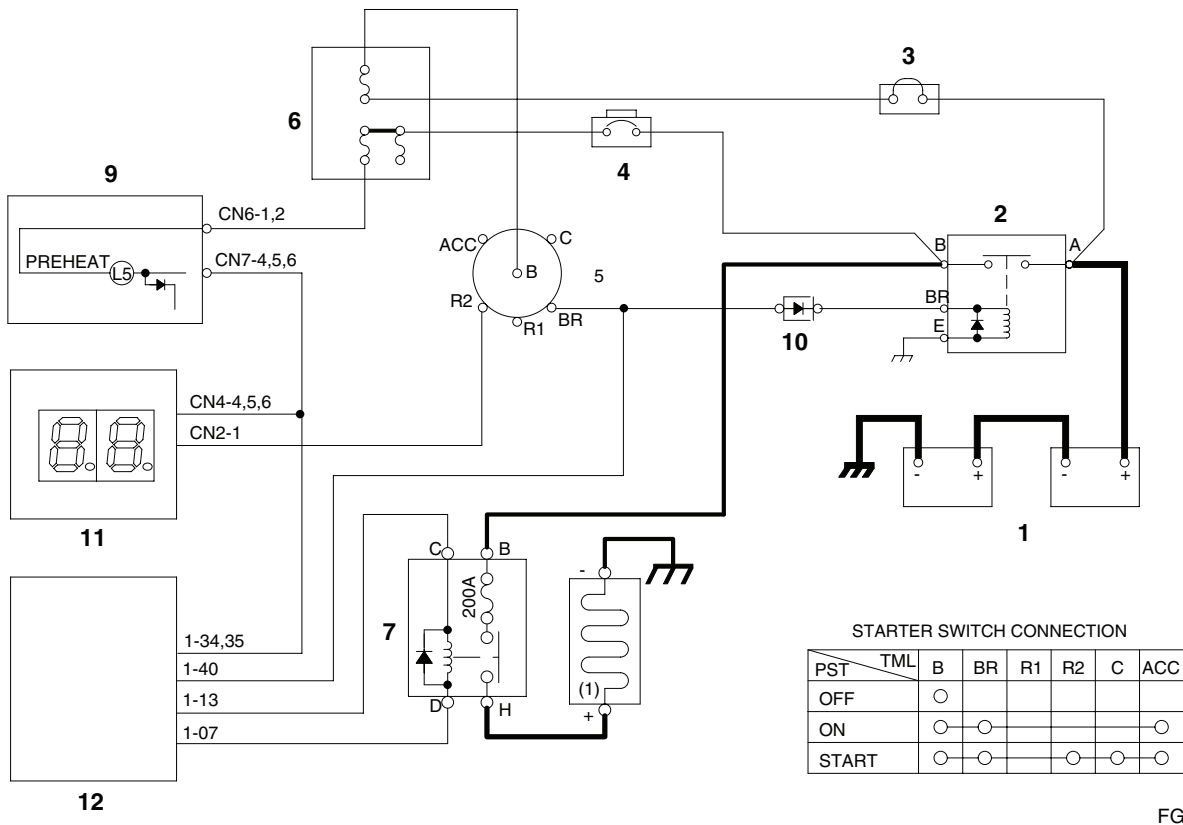 3
6
4
9
2
CN6-1,2
ACC
C
B
A
PREHEAT
L5
CN7-4,5,6
B
5
R2
R1
BR
BR
E
10
CN4-4,5,6
CN2-1
- + - +
1
11
C
B
200A
-
7
1-34,35
1-40
1-13
1-07
D
H
(1)
+
12
STARTER SWITCH CONNECTION
PST TML B BR R1 R2 C ACC
OFF
ON
START
FG